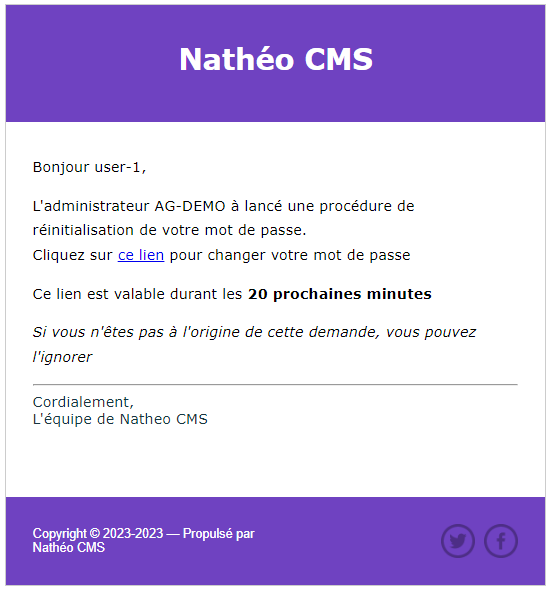 Nathéo CMS
Bonjour user-1,
L'administrateur AG-DEMO à lancé une procédure de
réinitialisation de votre mot de passe.
Cliquez sur ce lien pour changer votre mot de passe
Ce lien est valable durant les 20 prochaines minutes
Si vous n'êtes pas à l'origine de cette demande, vous pouvez
l'ignorer
Cordialement,
L'équipe de Natheo CMS
Copyright © 2023-2023 — Propulsé par
Nathéo CMS